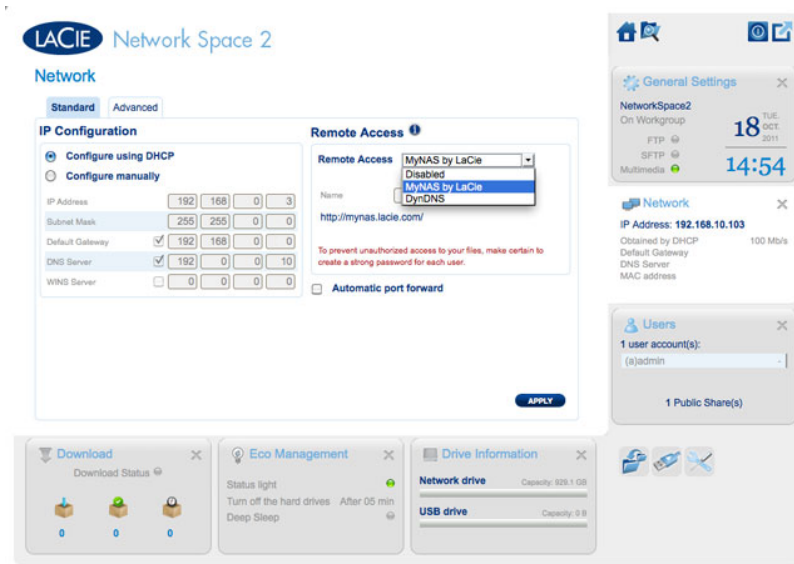 LACIE Network Space 2
Network
Standard Advanced
IP Configuration
Configure using DHCP
Configure manually
IP Address 192 168 0 3
Subnet Mask 255 255 0 0
Default Gateway 192 168 0 0
DNS Server 192 0 0 10
WINS Server 0 0 0 0
Remote Access
Remote Access MyNAS by LaCie
Disabled
MyNAS by LaCie
DynDNS
Name
http://mynas.lacie.com/
To prevent unauthorized access to your files, make certain to
create a strong password for each user.
Automatic port forward
APPLY
General Settings
NetworkSpace2
On Workgroup
FTP
SFTP
Multimedia
18 TUE. OCT. 2011
14:54
Network
IP Address: 192.168.10.103
Obtained by DHCP 100 Mb/s
Default Gateway
DNS Server
MAC address
Users
1 user account(s):
(a)admin
1 Public Share(s)
Download
Download Status
0 0 0
Eco Management
Status light
Turn off the hard drives After 05 min
Deep Sleep
Drive Information
Network drive Capacity: 929.1 GB
USB drive Capacity: 0 B